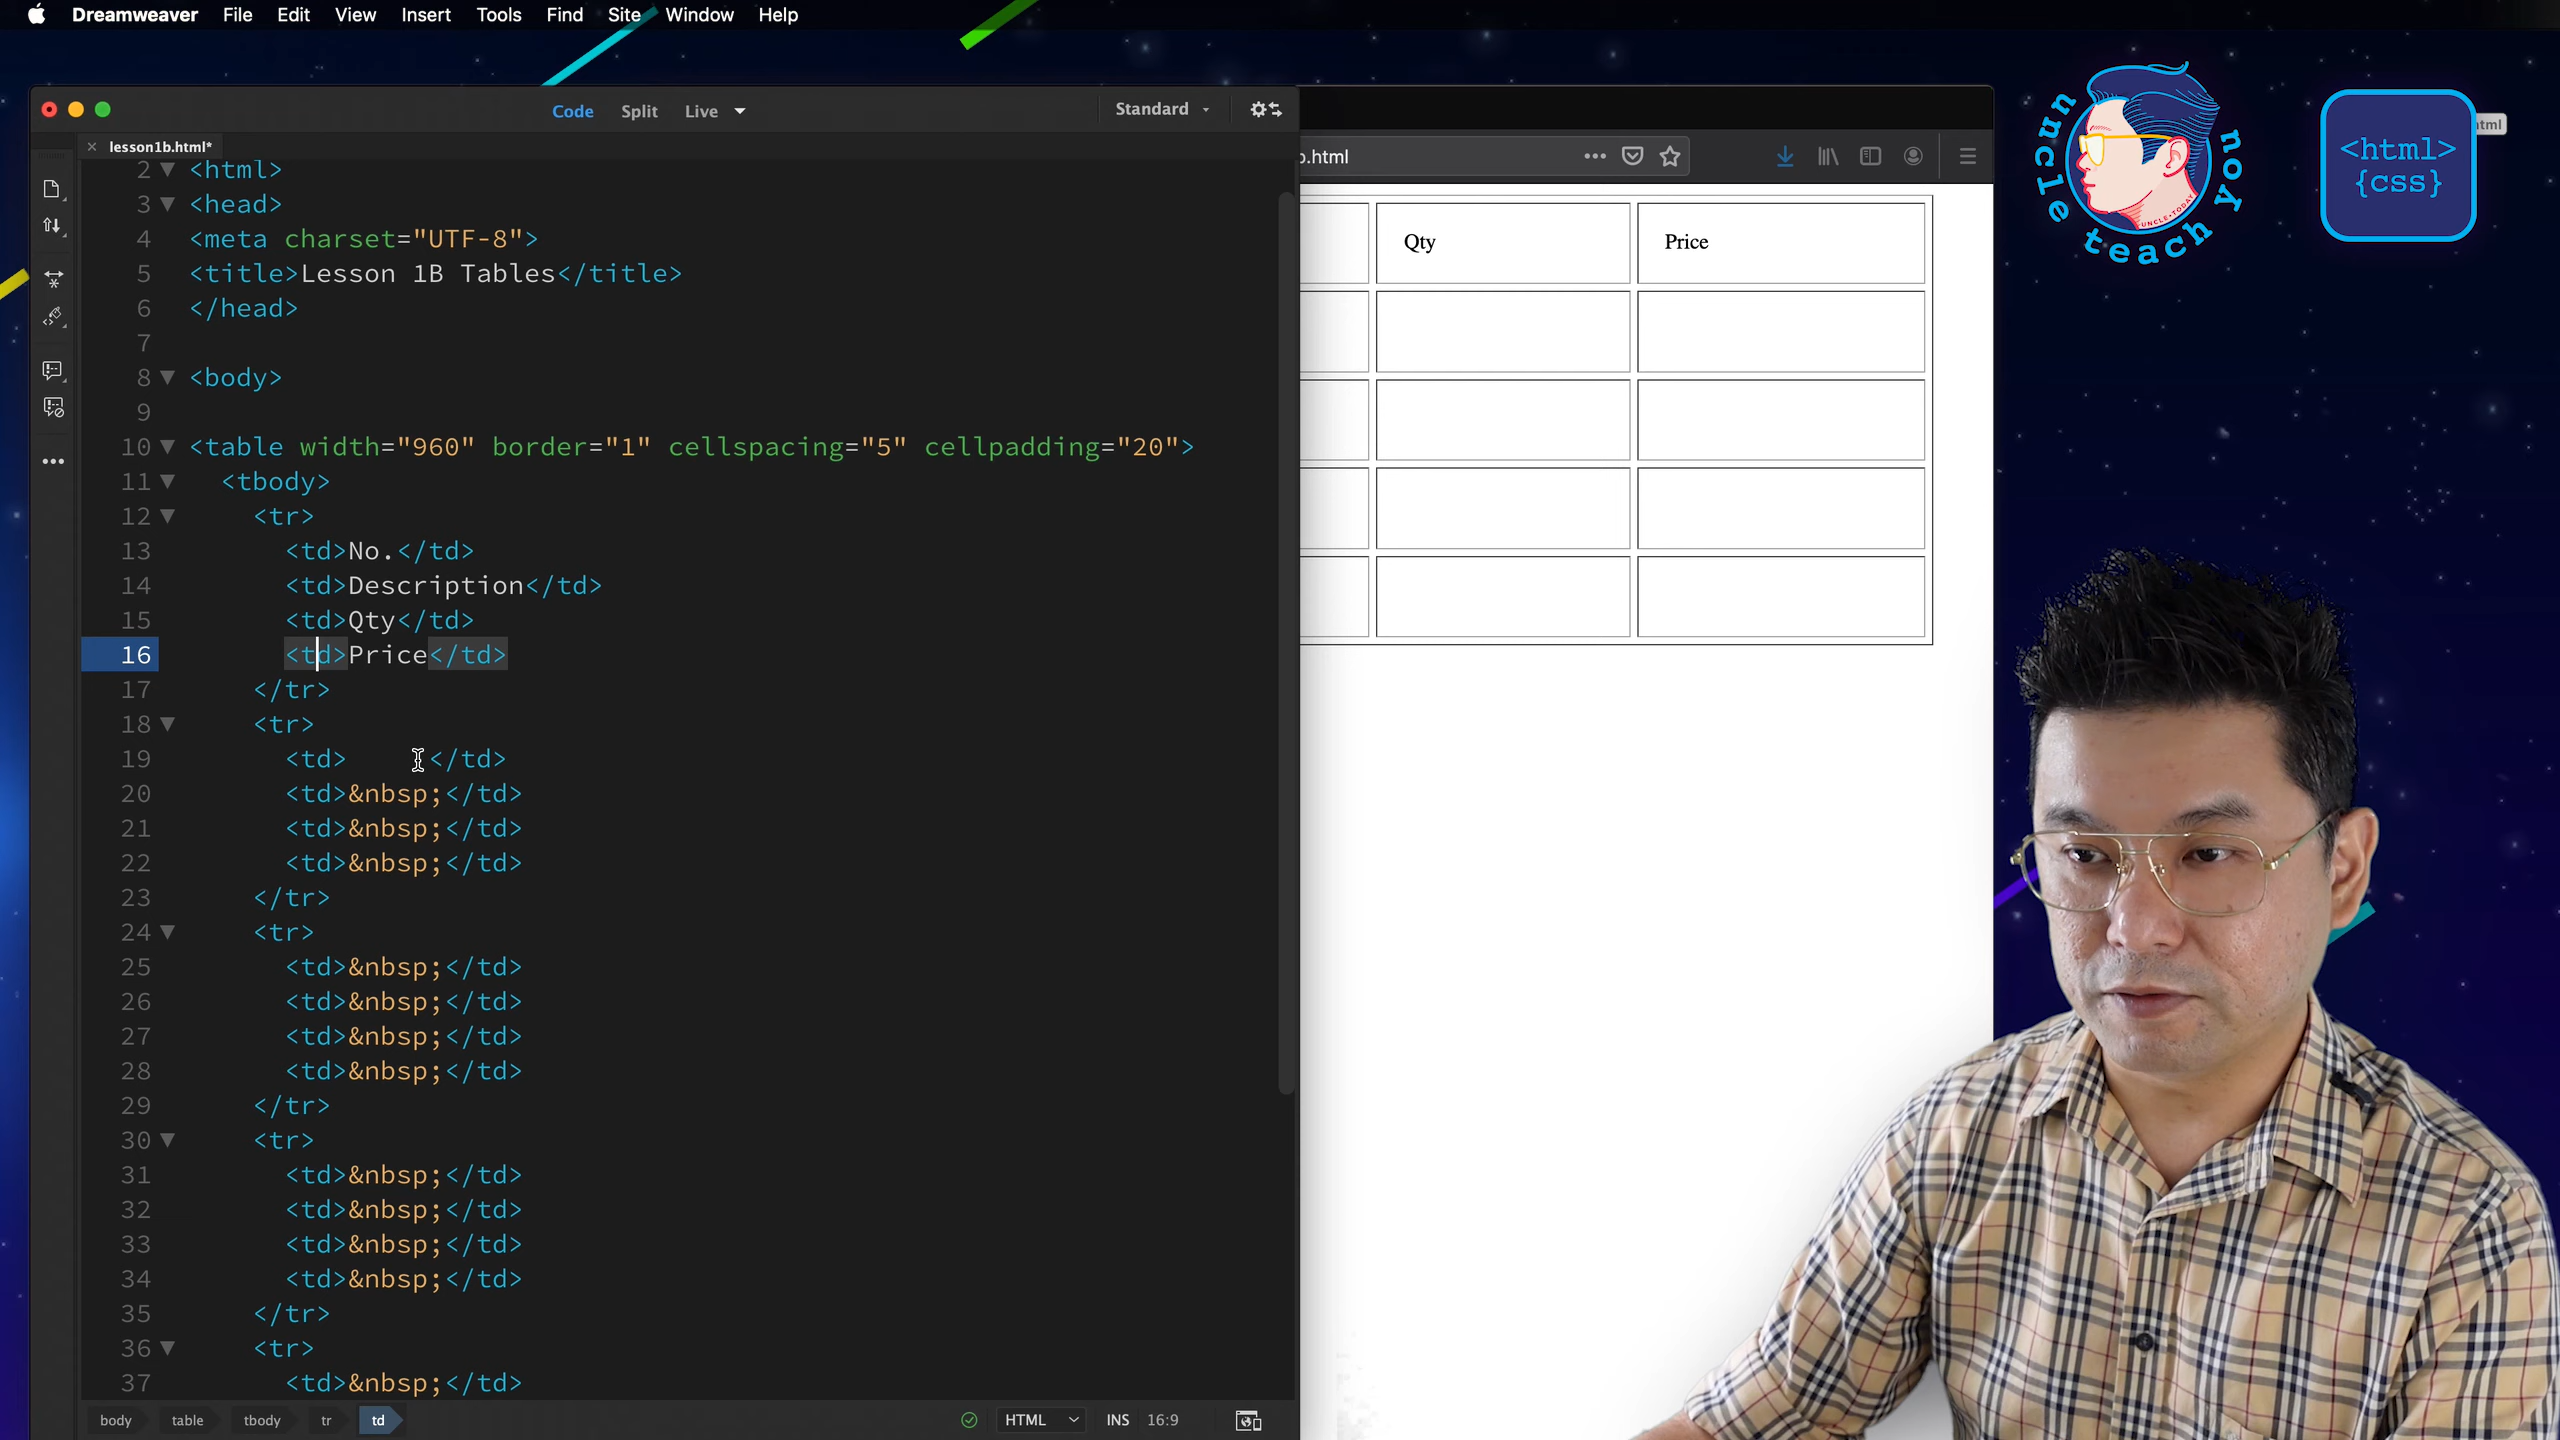 Dreamweaver File Edit View Insert Tools Find Site Window Help
Code Split Live Standard
lesson1b.html*
2 <html>
3 <head>
4 <meta charset="UTF-8">
5 <title>Lesson 1B Tables</title>
6 </head>
7
8 <body>
9
10 <table width="960" border="1" cellspacing="5" cellpadding="20">
11 <tbody>
12 <tr>
13 <td>No.</td>
14 <td>Description</td>
15 <td>Qty</td>
16 <td>Price</td>
17 </tr>
18 <tr>
19 <td> </td>
20 <td>&nbsp;</td>
21 <td>&nbsp;</td>
22 <td>&nbsp;</td>
23 </tr>
24 <tr>
25 <td>&nbsp;</td>
26 <td>&nbsp;</td>
27 <td>&nbsp;</td>
28 <td>&nbsp;</td>
29 </tr>
30 <tr>
31 <td>&nbsp;</td>
32 <td>&nbsp;</td>
33 <td>&nbsp;</td>
34 <td>&nbsp;</td>
35 </tr>
36 <tr>
37 <td>&nbsp;</td>
body table tbody tr td
HTML INS 16:9
b.html
Qty Price
uncle teach you
UNCLE·TODAY
<html>
{css}
html